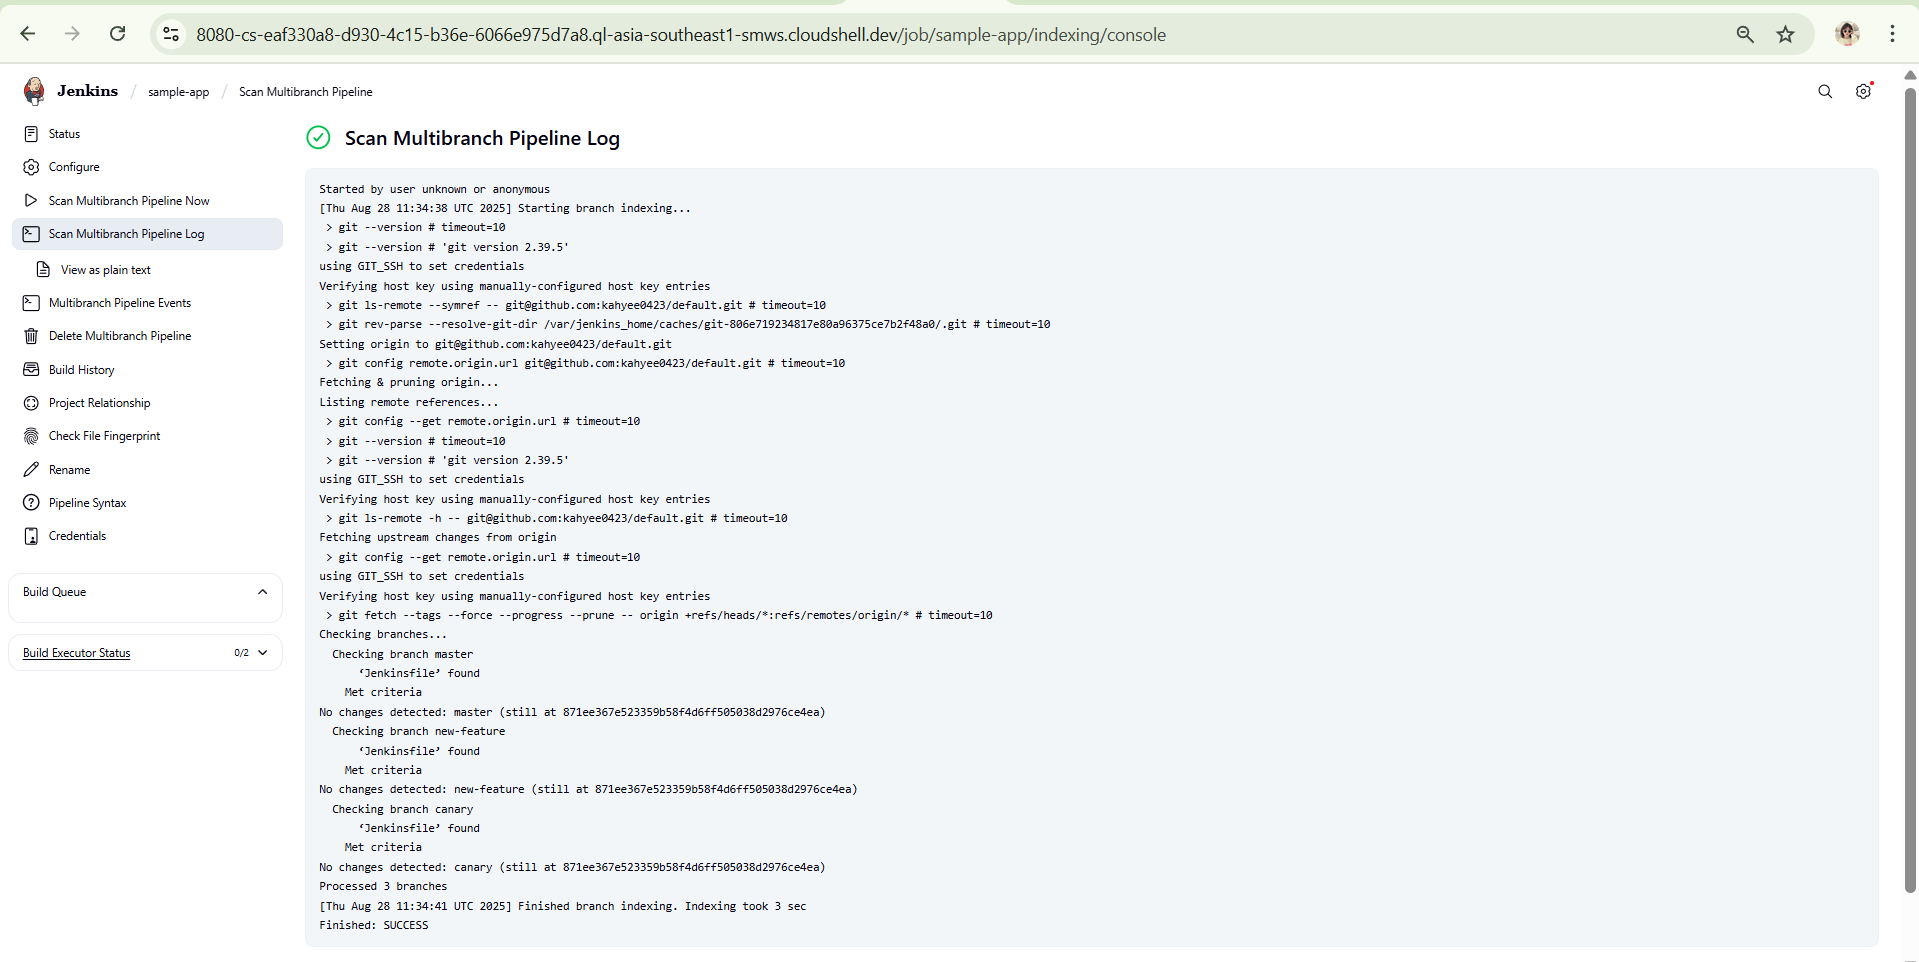 8080-cs-eaf330a8-d930-4c15-b36e-6066e975d7a8.ql-asia-southeast1-smws.cloudshell.dev/job/sample-app/indexing/console
Jenkins / sample-app / Scan Multibranch Pipeline
Status
Configure
Scan Multibranch Pipeline Now
Scan Multibranch Pipeline Log
View as plain text
Multibranch Pipeline Events
Delete Multibranch Pipeline
Build History
Project Relationship
Check File Fingerprint
Rename
Pipeline Syntax
Credentials
Build Queue
Build Executor Status 0/2
Scan Multibranch Pipeline Log
Started by user unknown or anonymous
[Thu Aug 28 11:34:38 UTC 2025] Starting branch indexing...
 > git --version # timeout=10
 > git --version # 'git version 2.39.5'
using GIT_SSH to set credentials
Verifying host key using manually-configured host key entries
 > git ls-remote --symref -- git@github.com:kahyee0423/default.git # timeout=10
 > git rev-parse --resolve-git-dir /var/jenkins_home/caches/git-806e719234817e80a96375ce7b2f48a0/.git # timeout=10
Setting origin to git@github.com:kahyee0423/default.git
 > git config remote.origin.url git@github.com:kahyee0423/default.git # timeout=10
Fetching & pruning origin...
Listing remote references...
 > git config --get remote.origin.url # timeout=10
 > git --version # timeout=10
 > git --version # 'git version 2.39.5'
using GIT_SSH to set credentials
Verifying host key using manually-configured host key entries
 > git ls-remote -h -- git@github.com:kahyee0423/default.git # timeout=10
Fetching upstream changes from origin
 > git config --get remote.origin.url # timeout=10
using GIT_SSH to set credentials
Verifying host key using manually-configured host key entries
 > git fetch --tags --force --progress --prune -- origin +refs/heads/*:refs/remotes/origin/* # timeout=10
Checking branches...
  Checking branch master
      ‘Jenkinsfile’ found
    Met criteria
No changes detected: master (still at 871ee367e523359b58f4d6ff505038d2976ce4ea)
  Checking branch new-feature
      ‘Jenkinsfile’ found
    Met criteria
No changes detected: new-feature (still at 871ee367e523359b58f4d6ff505038d2976ce4ea)
  Checking branch canary
      ‘Jenkinsfile’ found
    Met criteria
No changes detected: canary (still at 871ee367e523359b58f4d6ff505038d2976ce4ea)
Processed 3 branches
[Thu Aug 28 11:34:41 UTC 2025] Finished branch indexing. Indexing took 3 sec
Finished: SUCCESS